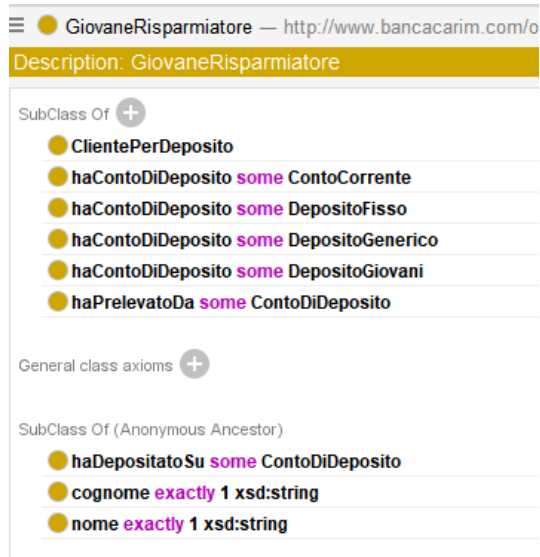 GiovaneRisparmiatore — http://www.bancacarim.com/o
Description: GiovaneRisparmiatore
SubClass Of
ClientePerDeposito
haContoDiDeposito some ContoCorrente
haContoDiDeposito some DepositoFisso
haContoDiDeposito some DepositoGenerico
haContoDiDeposito some DepositoGiovani
haPrelevatoDa some ContoDiDeposito
General class axioms
SubClass Of (Anonymous Ancestor)
haDepositatoSu some ContoDiDeposito
cognome exactly 1 xsd:string
nome exactly 1 xsd:string